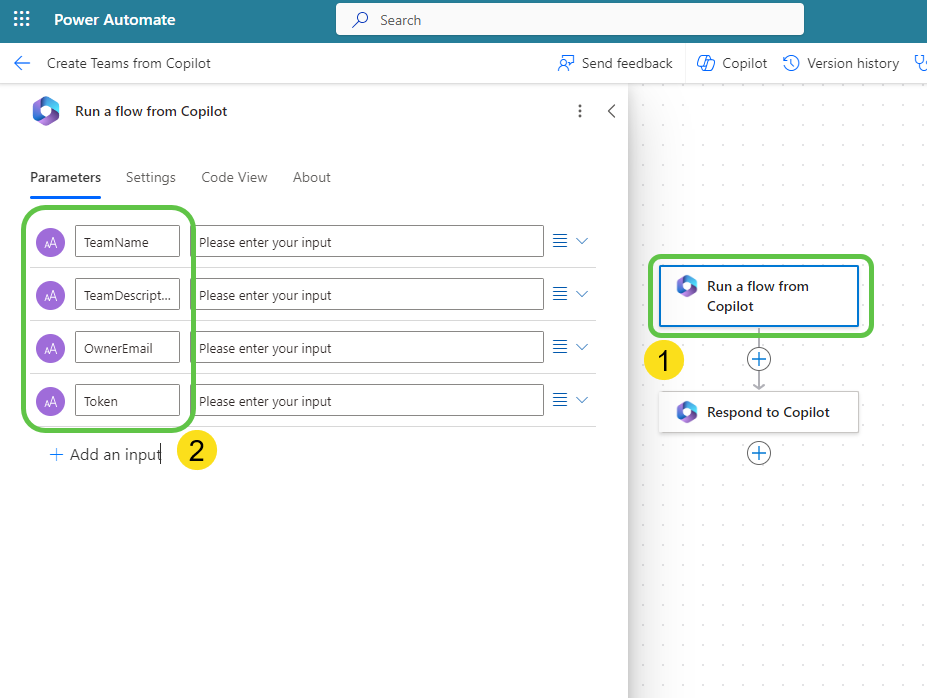 Power Automate
Search
Create Teams from Copilot
Send feedback
Copilot
Version history
Run a flow from Copilot
Parameters
Settings
Code View
About
AA TeamName Please enter your input
AA TeamDescript... Please enter your input
AA OwnerEmail Please enter your input
AA Token Please enter your input
+ Add an input
2
Run a flow from
Copilot
1
Respond to Copilot